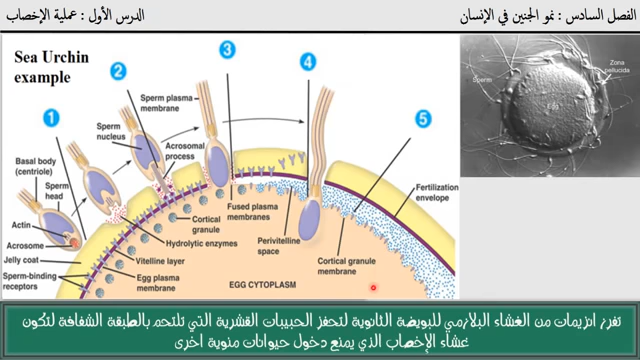 الفصل السادس : نمو الجنين في الإنسان
الدرس الأول : عملية الإخصاب
Sea Urchin
example
1
2
3
4
5
Sperm plasma
membrane
Sperm
nucleus
Acrosomal
process
Basal body
(centriole)
Sperm
head
Actin
Acrosome
Jelly coat
Sperm-binding
receptors
Cortical
granule
Hydrolytic enzymes
Vitelline layer
Egg plasma
membrane
Fused plasma
membranes
Perivitelline
space
Cortical granule
membrane
Fertilization
envelope
EGG CYTOPLASM
Sperm
Zona
pellucida
Egg
تفرز انزيمات من الغشاء البلازمي للبويضة الثانوية لتحفز الحبيبات القشرية التي تلتحم بالطبقة الشفافة لتكون
غشاء الإخصاب الذي يمنع دخول حيوانات منوية اخرى